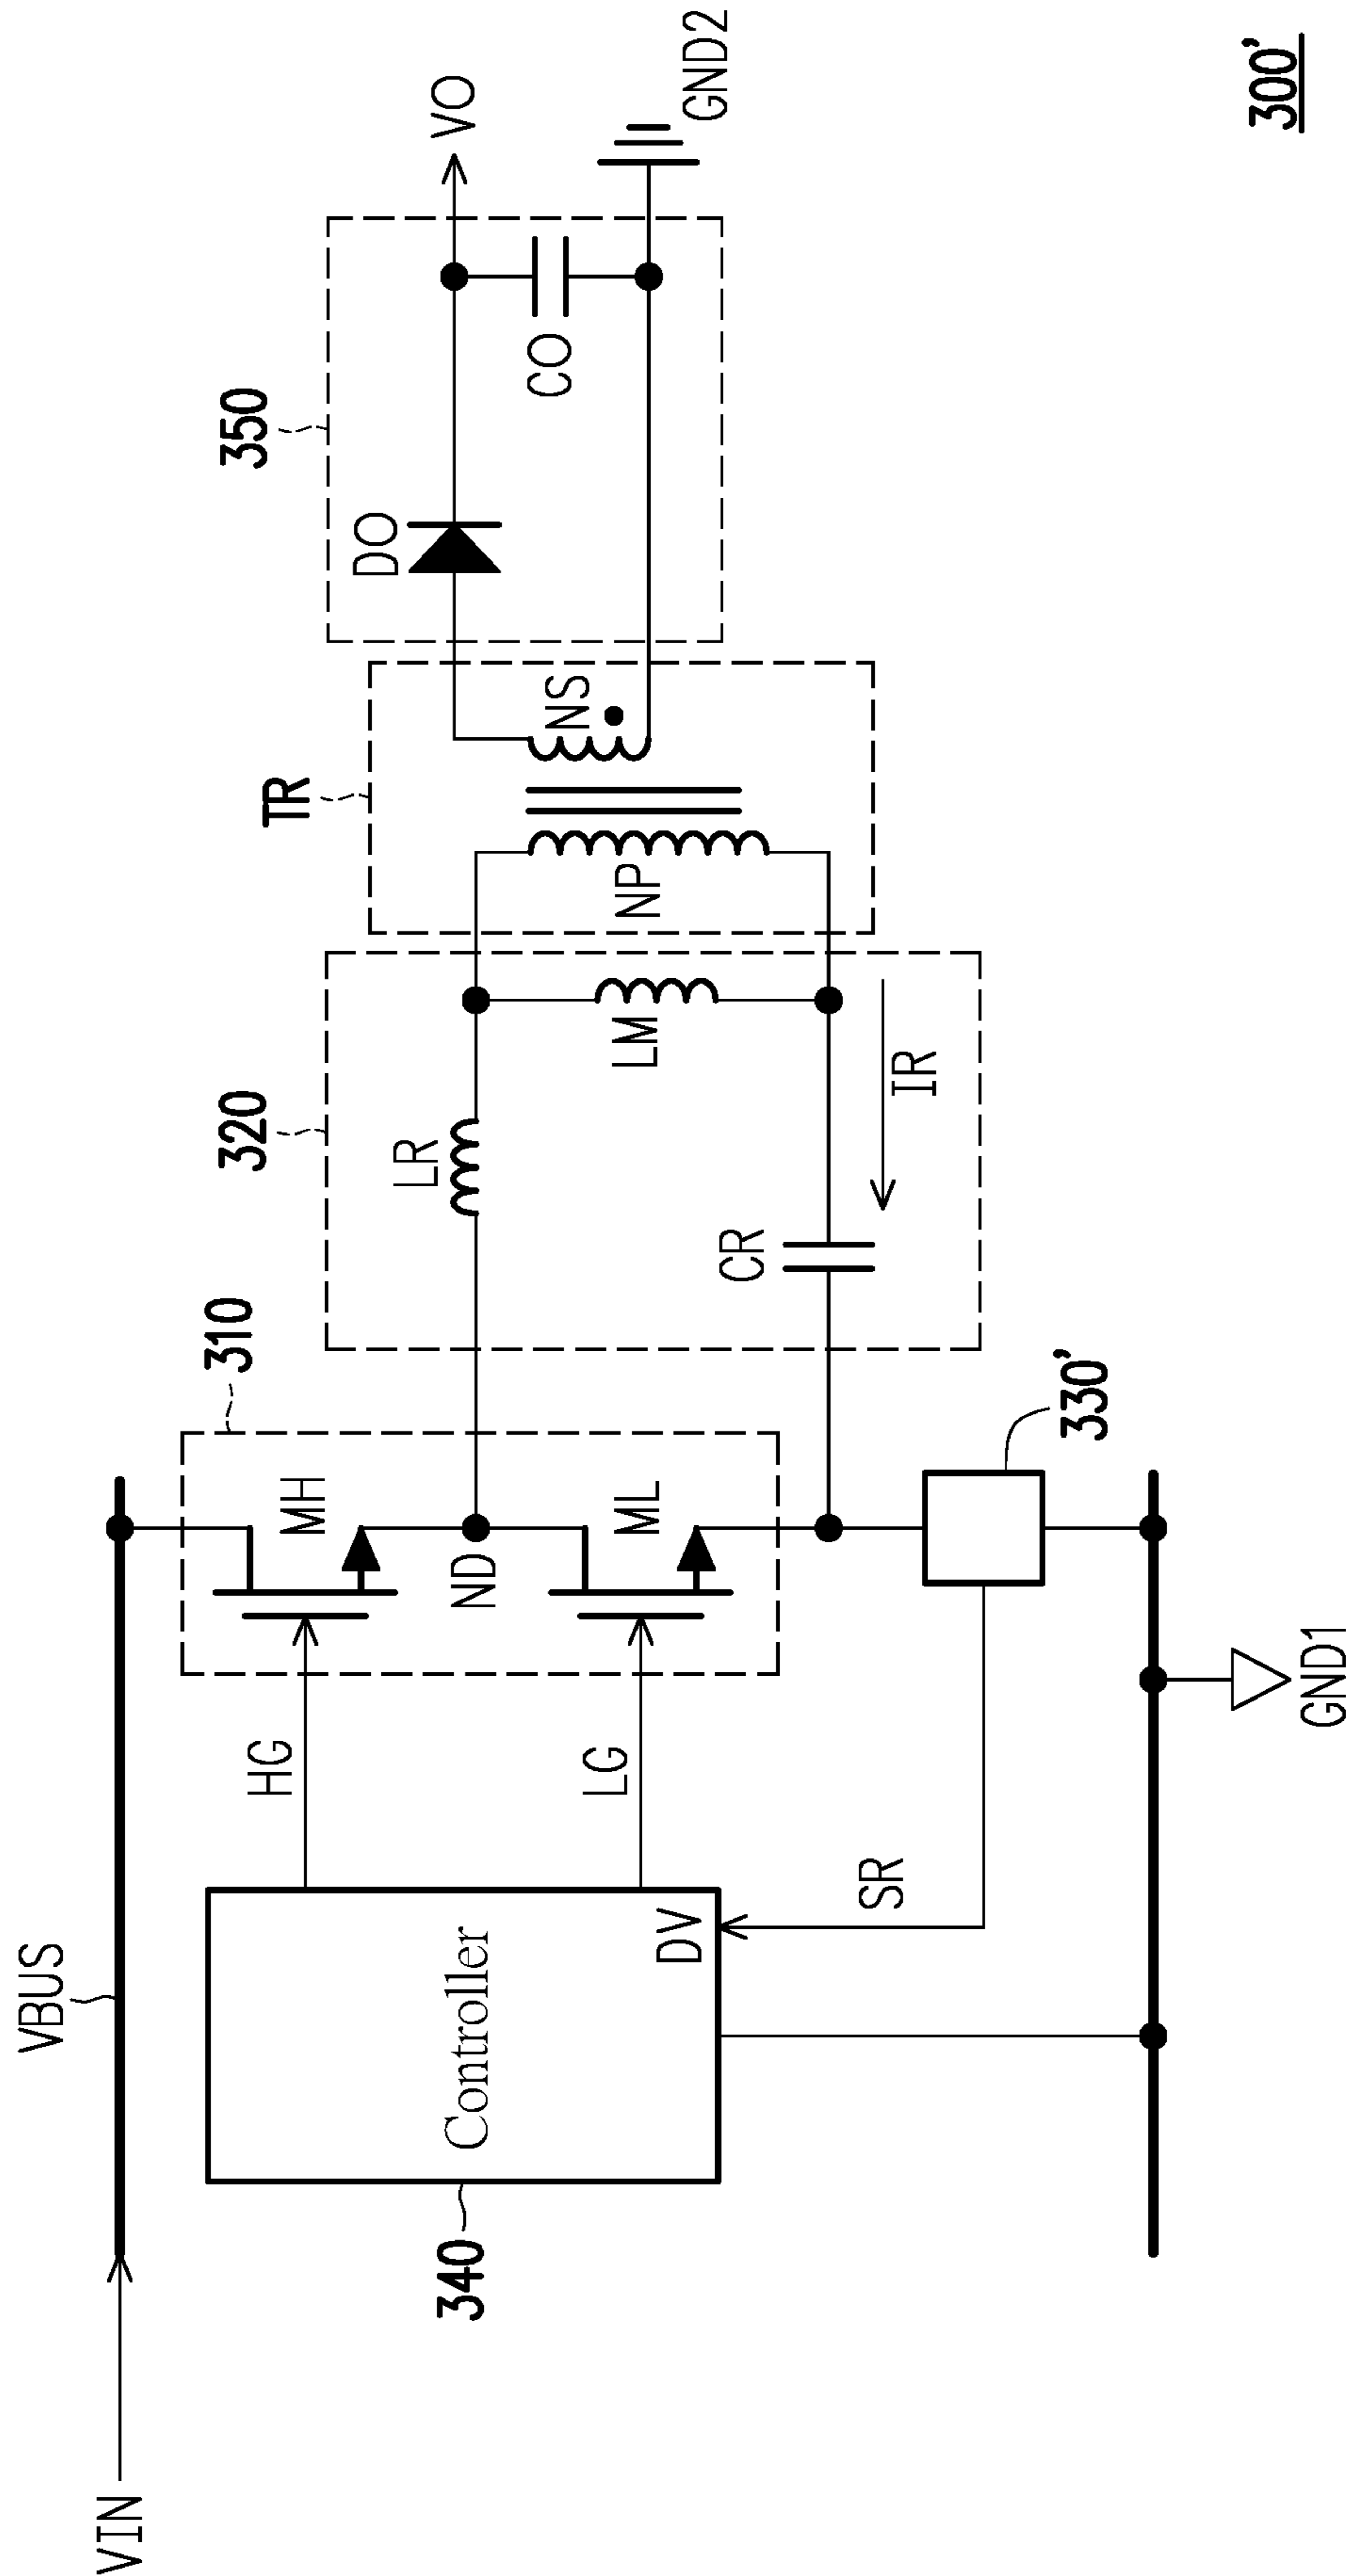 300'
VIN
VBUS
340
Controller
DV
HG
LG
SR
310
MH
ND
ML
330'
GND1
320
LR
LM
CR
IR
TR
NP
NS
350
DO
CO
VO
GND2